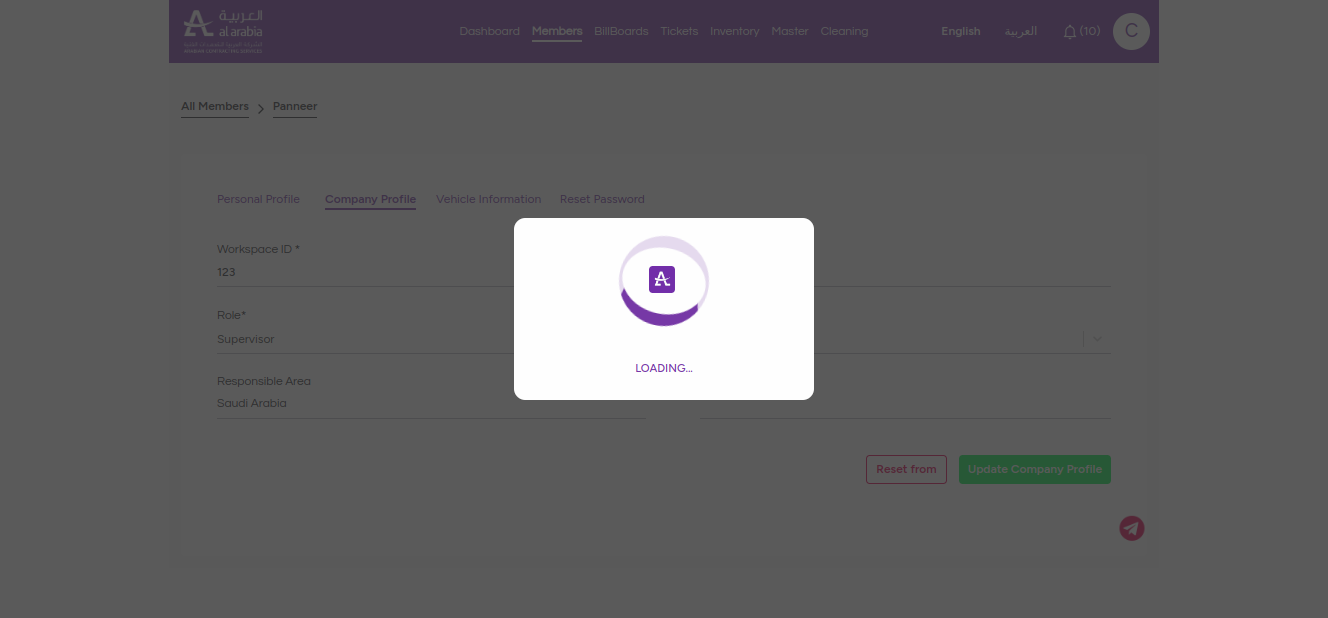 العربية
al arabia
Dashboard Members BillBoards Tickets Inventory Master Cleaning English العربية (10) C
All Members > Panneer
Personal Profile Company Profile Vehicle Information Reset Password
Workspace ID *
123
Role*
Supervisor
LOADING...
Responsible Area
Saudi Arabia
Reset from Update Company Profile